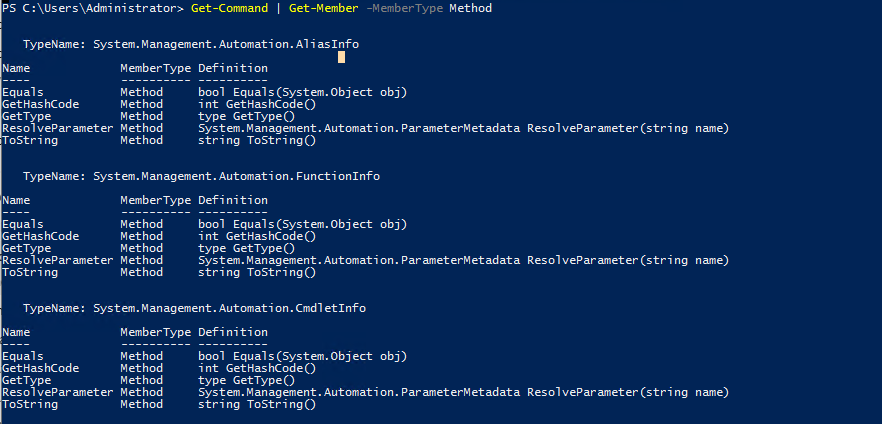 PS C:\Users\Administrator> Get-Command | Get-Member -MemberType Method
TypeName: System.Management.Automation.AliasInfo
Name MemberType Definition
---- ---------- ----------
Equals Method bool Equals(System.Object obj)
GetHashCode Method int GetHashCode()
GetType Method type GetType()
ResolveParameter Method System.Management.Automation.ParameterMetadata ResolveParameter(string name)
ToString Method string ToString()
TypeName: System.Management.Automation.FunctionInfo
Name MemberType Definition
---- ---------- ----------
Equals Method bool Equals(System.Object obj)
GetHashCode Method int GetHashCode()
GetType Method type GetType()
ResolveParameter Method System.Management.Automation.ParameterMetadata ResolveParameter(string name)
ToString Method string ToString()
TypeName: System.Management.Automation.CmdletInfo
Name MemberType Definition
---- ---------- ----------
Equals Method bool Equals(System.Object obj)
GetHashCode Method int GetHashCode()
GetType Method type GetType()
ResolveParameter Method System.Management.Automation.ParameterMetadata ResolveParameter(string name)
ToString Method string ToString()